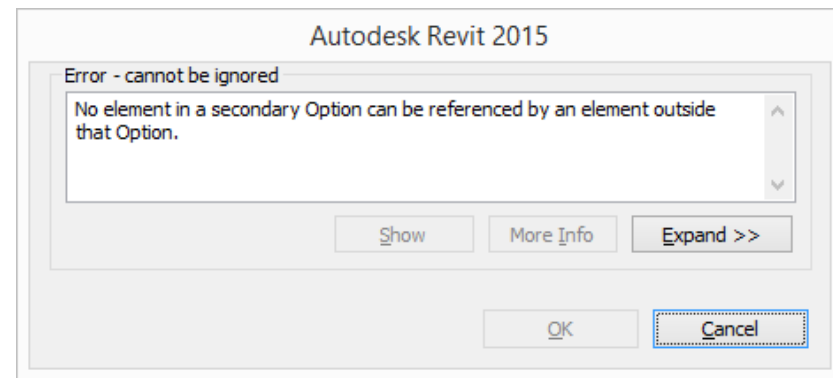 Autodesk Revit 2015
Error - cannot be ignored
No element in a secondary Option can be referenced by an element outside
that Option.
Show More Info Expand >>
OK Cancel